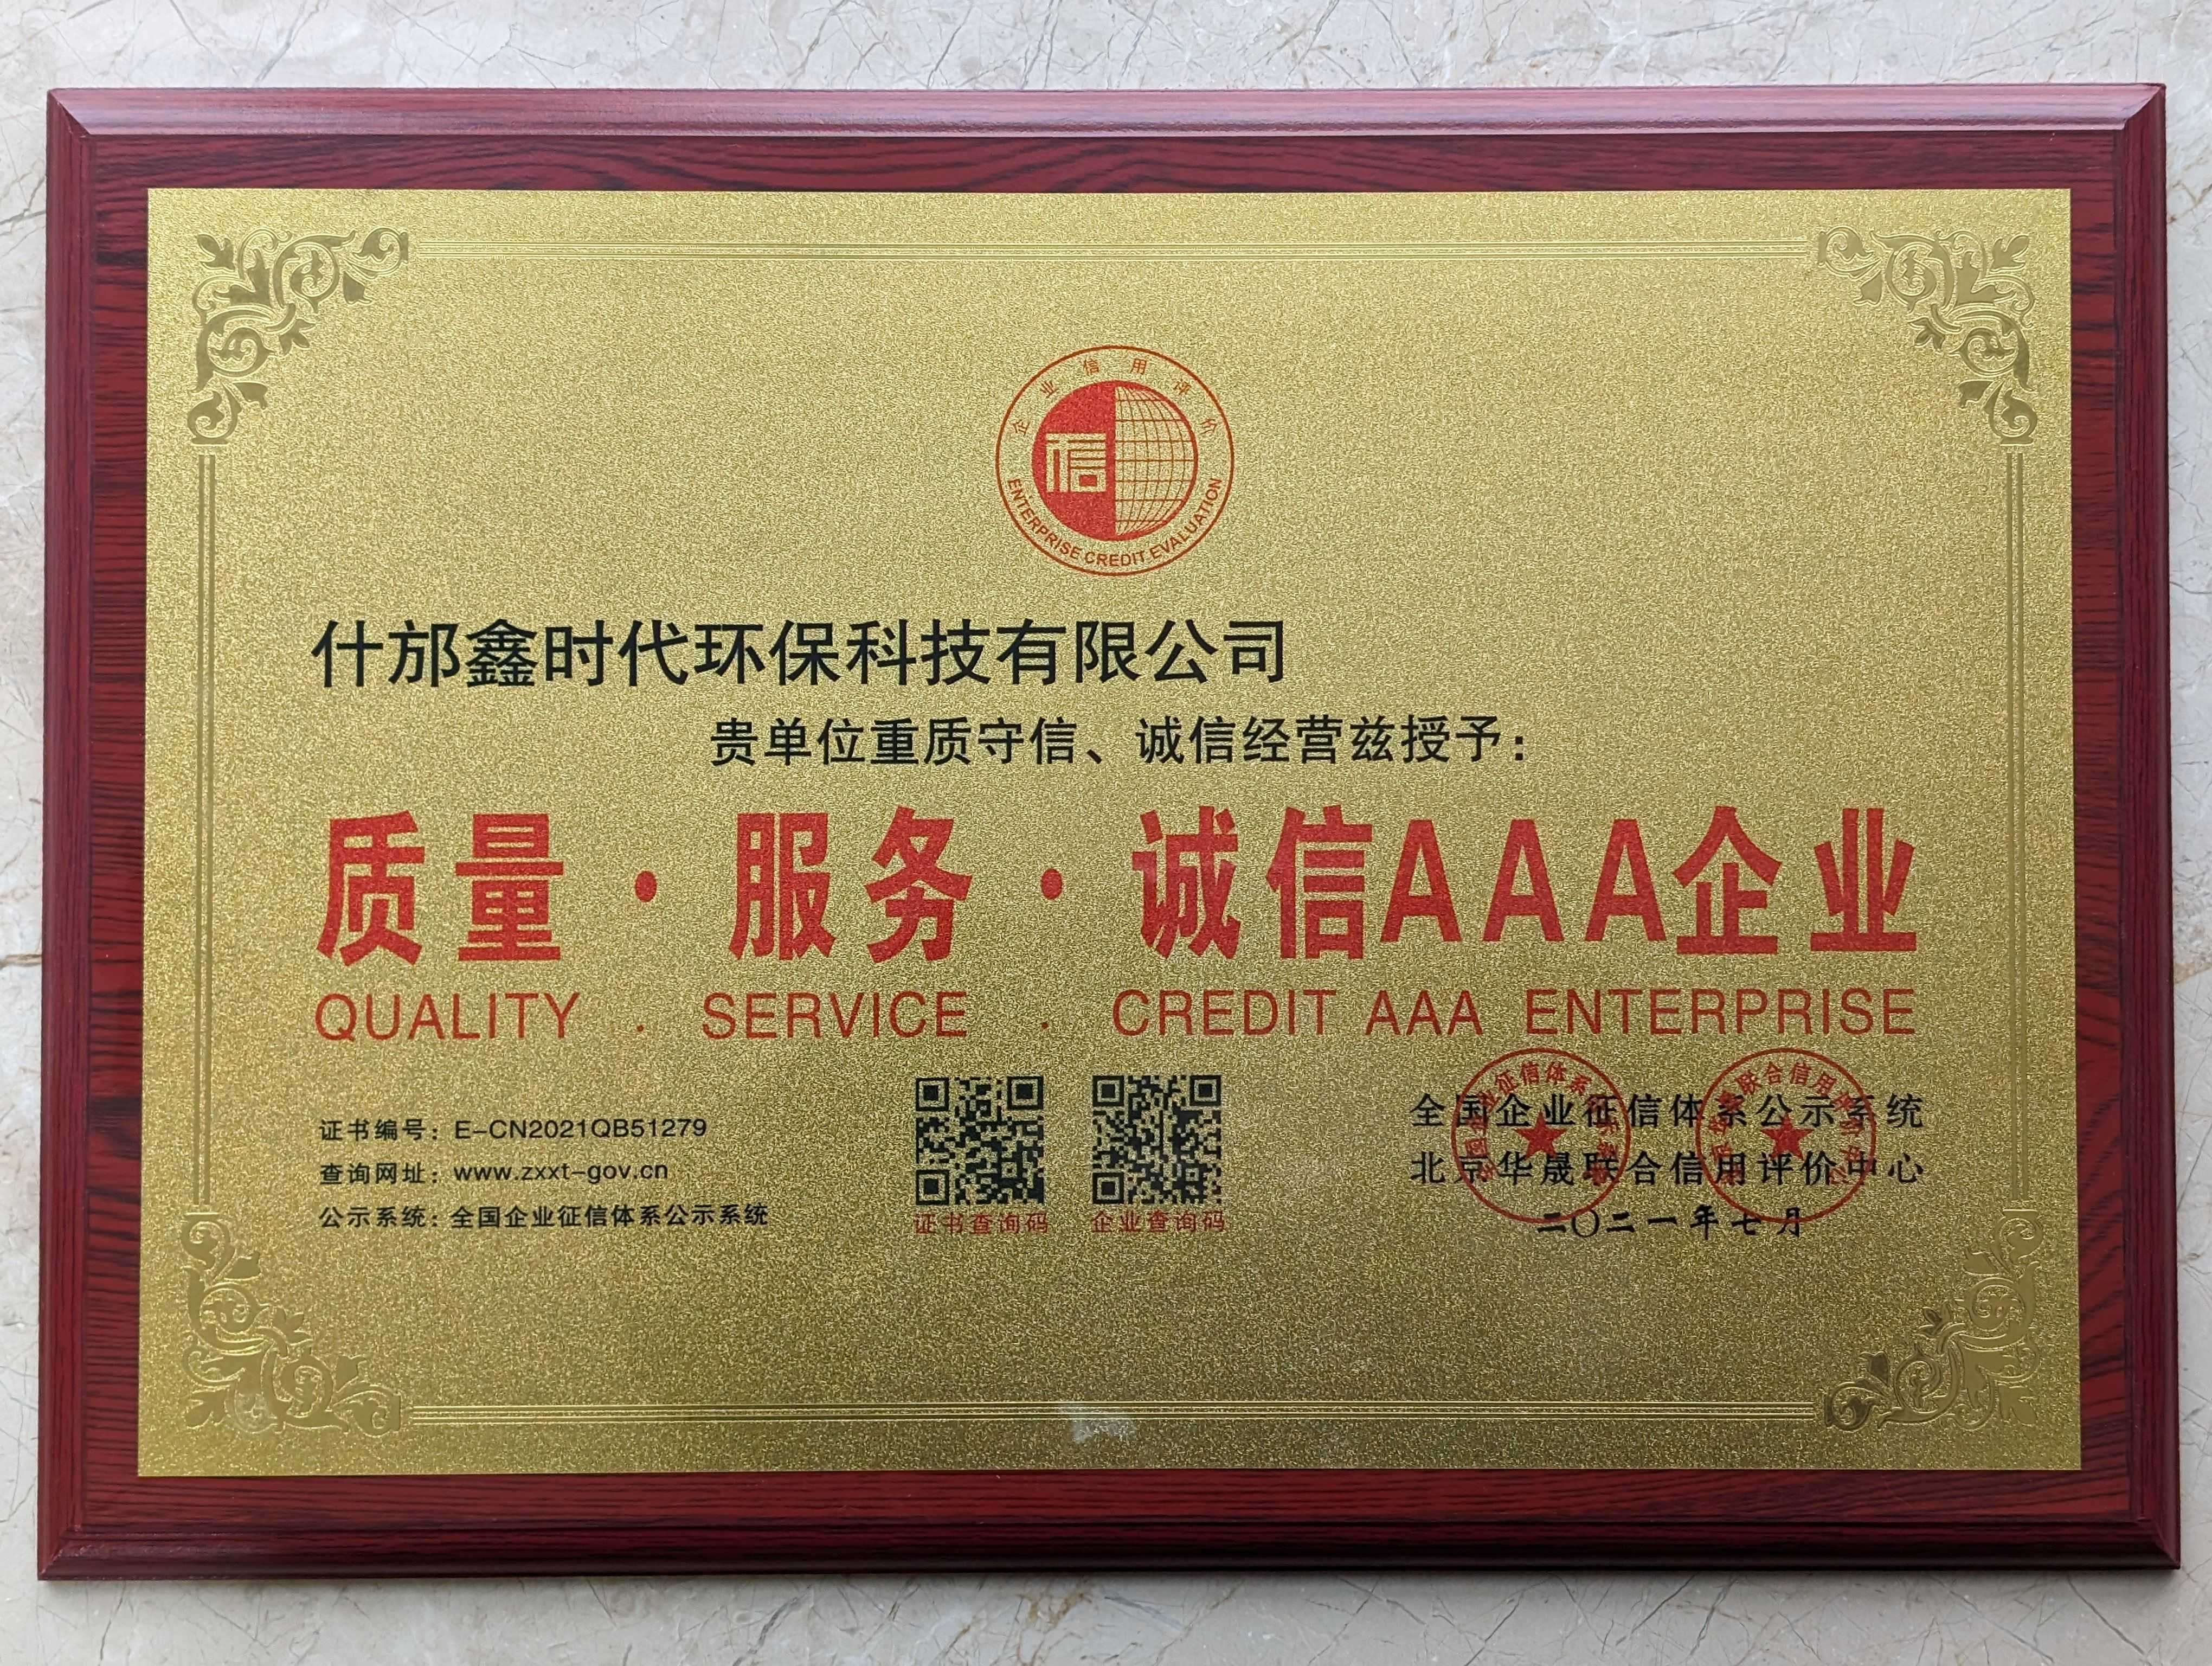 企业信用评价
信
ENTERPRISE CREDIT EVALUATION
什邡鑫时代环保科技有限公司
贵单位重质守信、诚信经营兹授予：
质量·服务·诚信AAA企业
QUALITY . SERVICE . CREDIT AAA ENTERPRISE
证书编号：E-CN2021QB51279
查询网址：www.zxxt-gov.cn
公示系统：全国企业征信体系公示系统
证书查询码
企业查询码
全国企业征信体系公示系统
北京华晟联合信用评价中心
二〇二一年七月